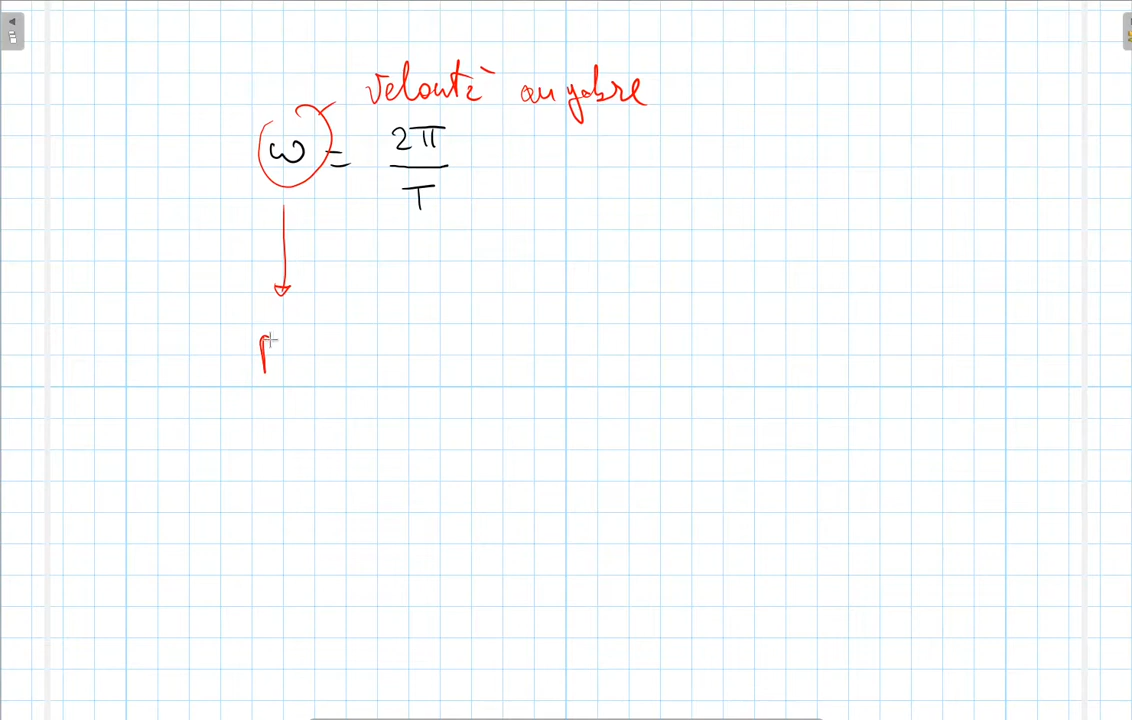 velocità angolare
ω = 2π / T